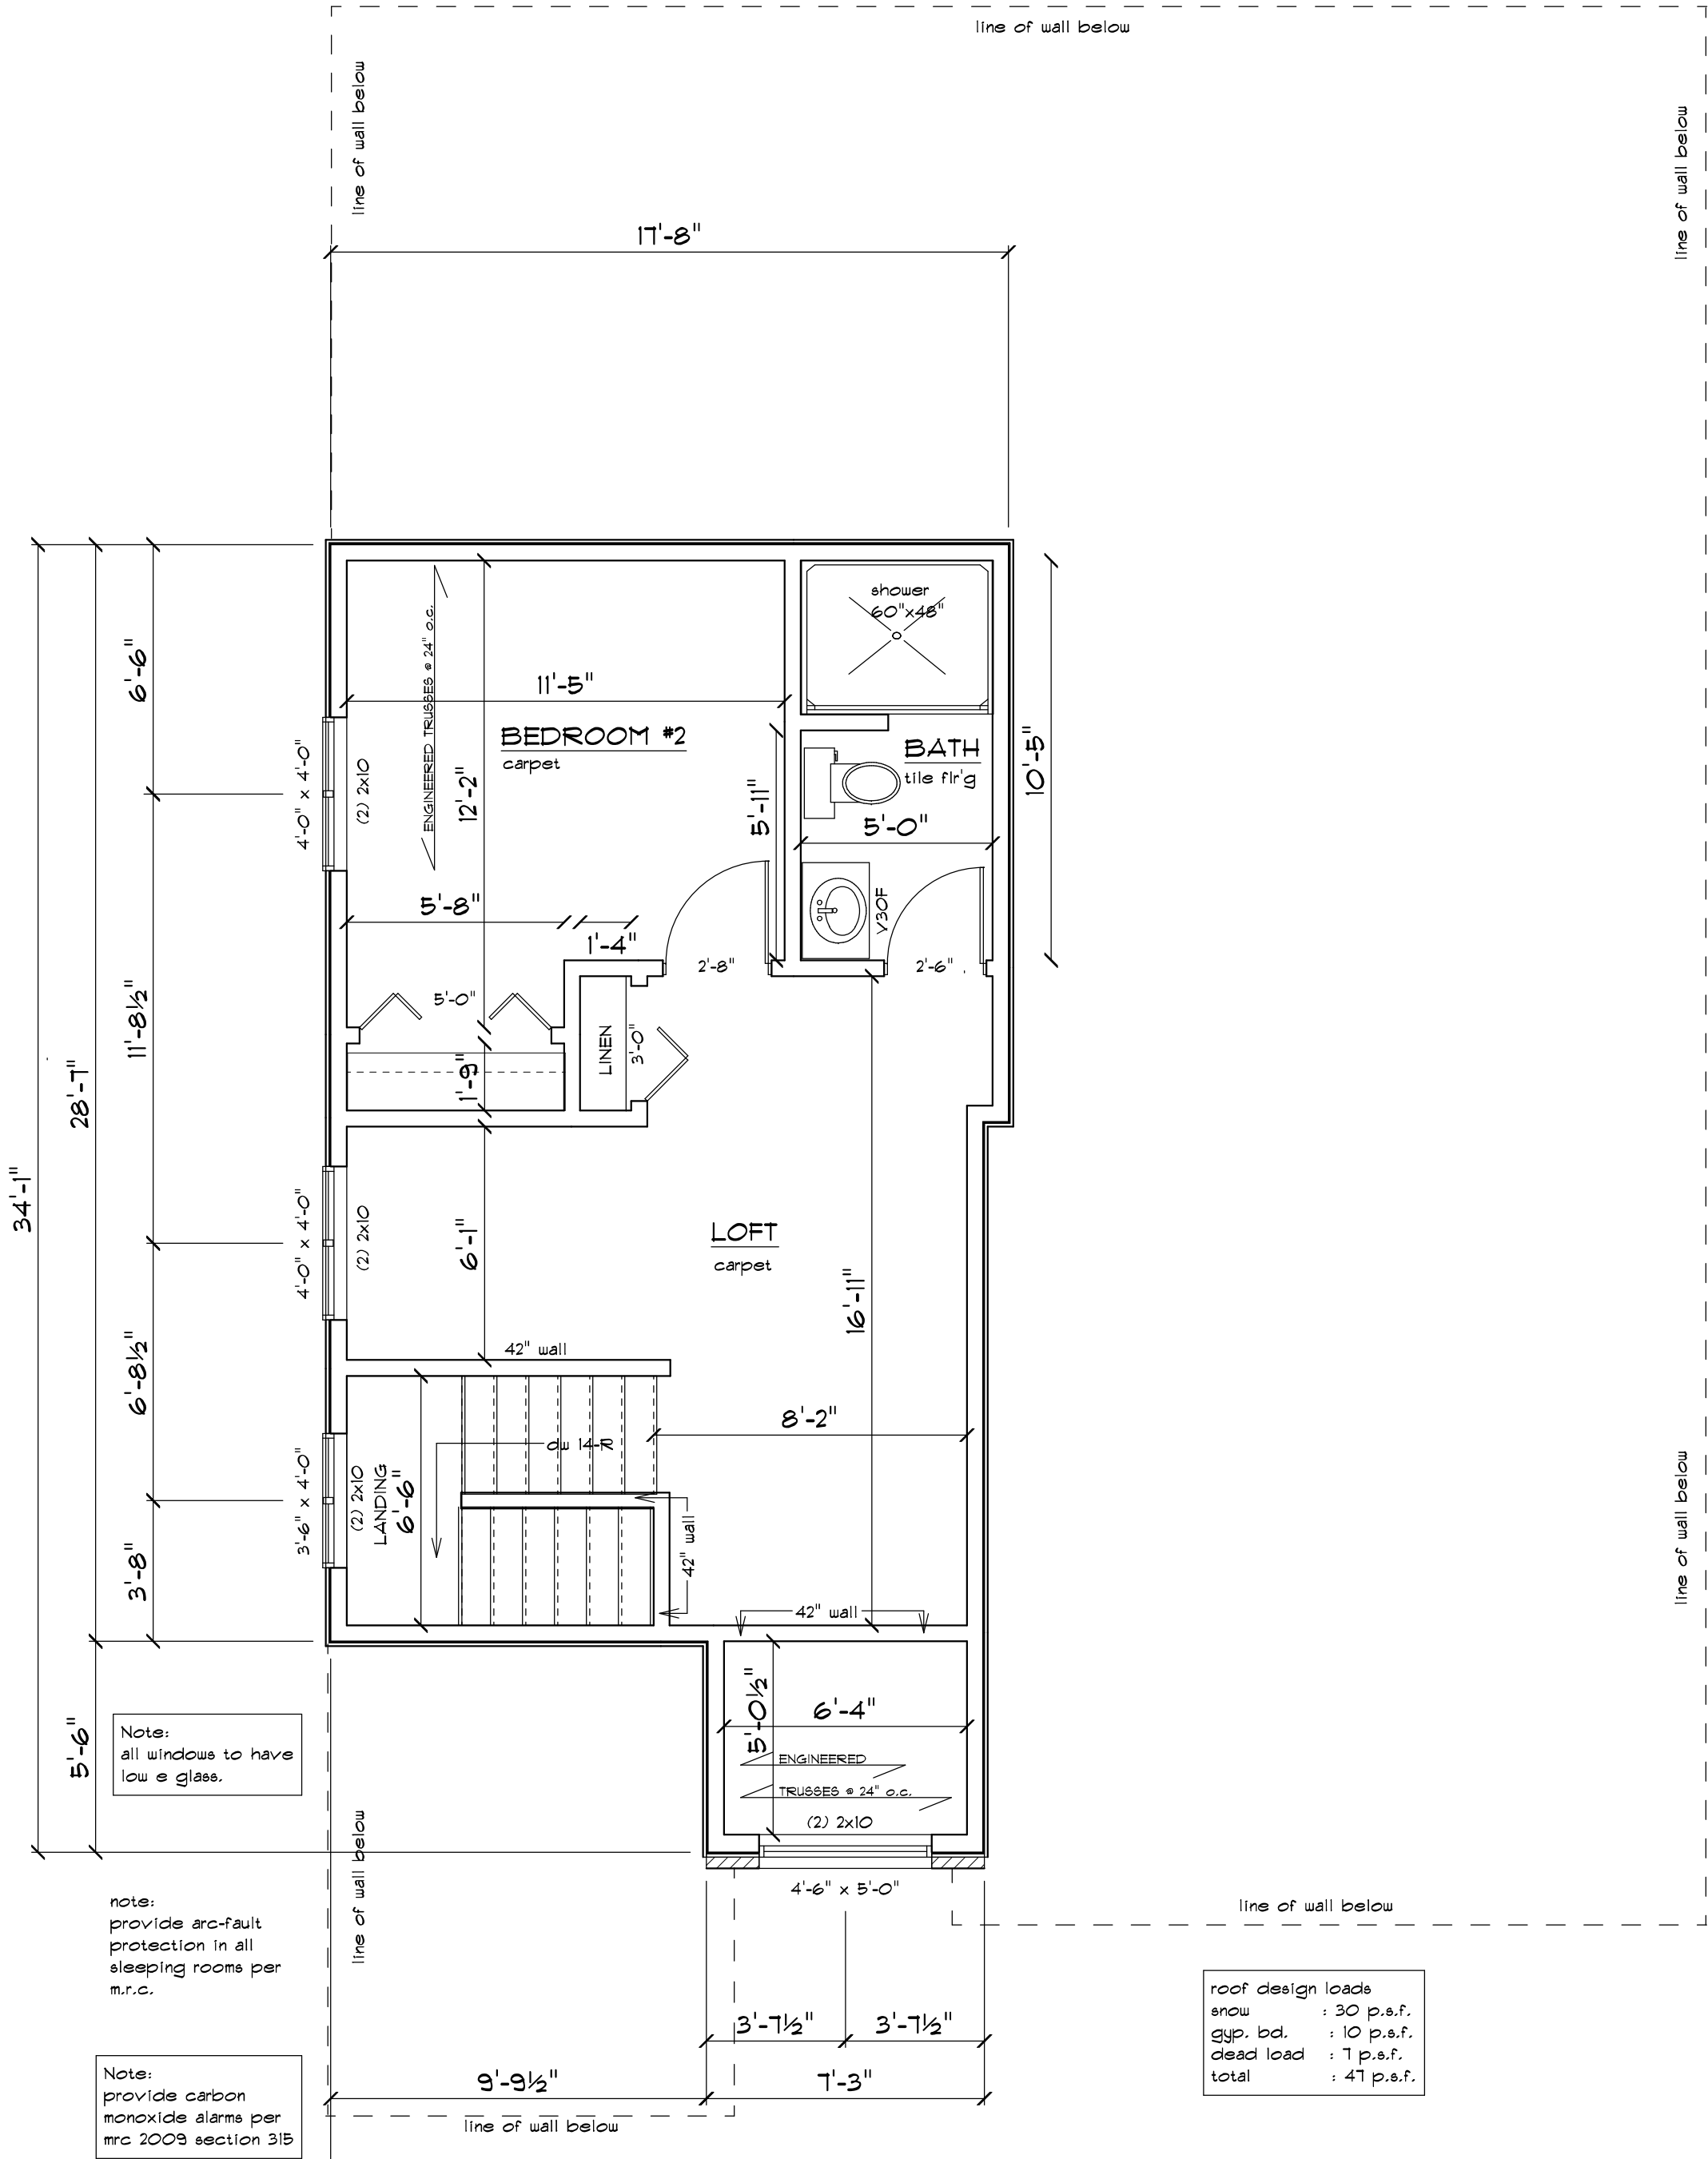 line of wall below
line of wall below
line of wall below
17'-8"
shower
60"x48"
ENGINEERED TRUSSES @ 24" o.c.
6'-6"
11'-5"
BEDROOM #2
carpet
BATH
tile flr'g
10'-5"
4'-0" x 4'-0"
(2) 2x10
12'-2"
5'-11"
5'-0"
5'-8"
1'-4"
V30F
2'-8"
2'-6"
5'-0"
11'-8½"
28'-7"
LINEN
3'-0"
1'-9"
34'-1"
4'-0" x 4'-0"
(2) 2x10
6'-1"
LOFT
carpet
16'-11"
42" wall
6'-8½"
8'-2"
3'-6" x 4'-0"
(2) 2x10
LANDING
6'-6"
42" wall
line of wall below
3'-8"
42" wall
5'-0½"
6'-4"
5'-6"
Note:
all windows to have
low e glass.
ENGINEERED
TRUSSES @ 24" o.c.
(2) 2x10
4'-6" x 5'-0"
line of wall below
line of wall below
note:
provide arc-fault
protection in all
sleeping rooms per
m.r.c.
roof design loads
snow : 30 p.s.f.
gyp. bd. : 10 p.s.f.
dead load : 7 p.s.f.
total : 47 p.s.f.
3'-7½"
3'-7½"
9'-9½"
7'-3"
Note:
provide carbon
monoxide alarms per
mrc 2009 section 315
line of wall below